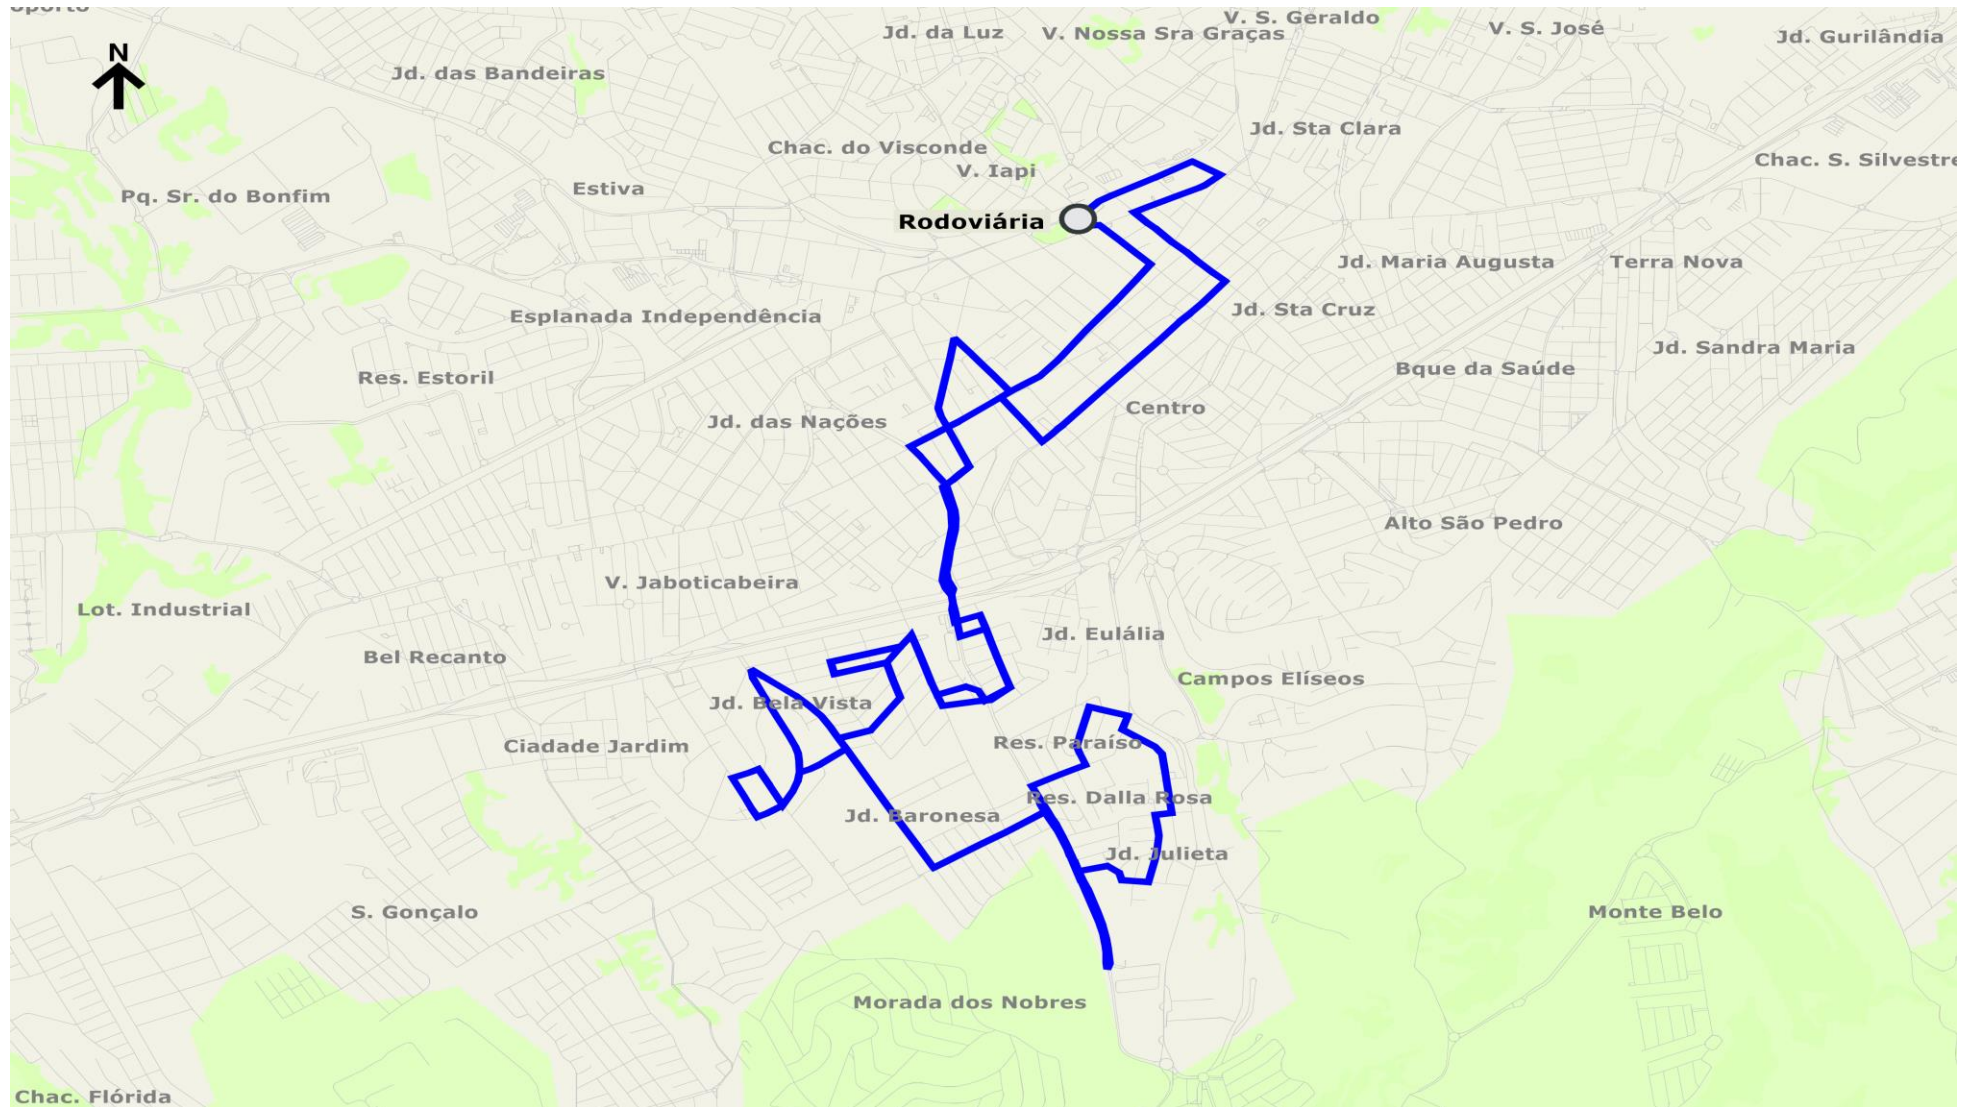 V. S. Geraldo
Jd. da Luz
V. Nossa Sra Graças
V. S. José
Jd. Gurilândia
N
Jd. das Bandeiras
Jd. Sta Clara
Chac. do Visconde
Chac. S. Silvestre
V. Iapi
Estiva
Pq. Sr. do Bonfim
Rodoviária
Jd. Maria Augusta
Terra Nova
Jd. Sta Cruz
Esplanada Independência
Jd. Sandra Maria
Bque da Saúde
Res. Estoril
Centro
Jd. das Nações
Alto São Pedro
V. Jaboticabeira
Lot. Industrial
Jd. Eulália
Bel Recanto
Campos Elíseos
Jd. Bela Vista
Res. Paraíso
Ciadade Jardim
Res. Dalla Rosa
Jd. Baronesa
Jd. Julieta
S. Gonçalo
Monte Belo
Morada dos Nobres
Chac. Flórida